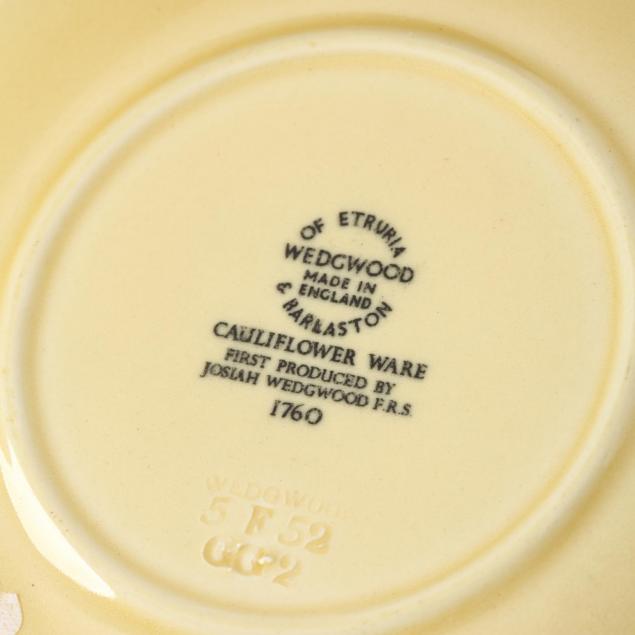 OF ETRURIA
WEDGWOOD
MADE IN
ENGLAND
& BARLASTON
CAULIFLOWER WARE
FIRST PRODUCED BY
JOSIAH WEDGWOOD F.R.S.
1760
WEDGWOOD
5 F 52